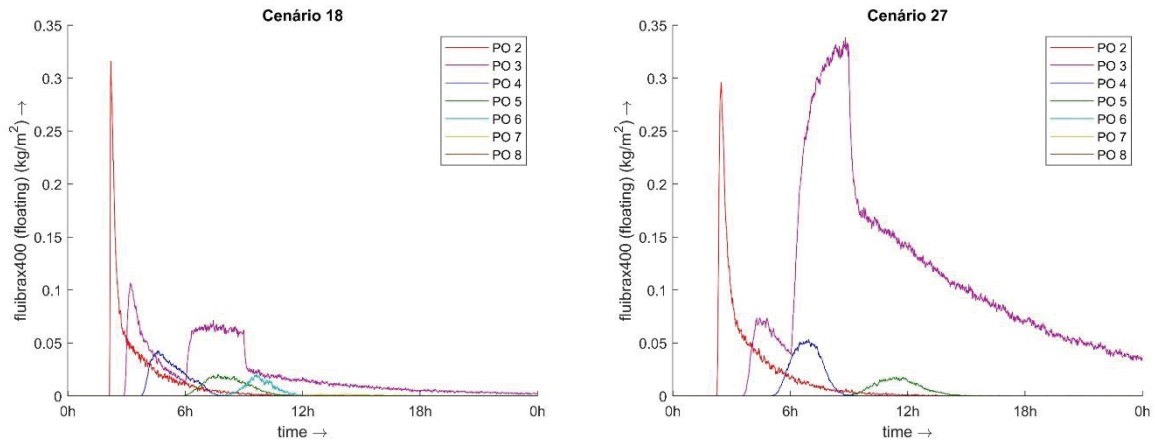 Cenário 18
fluibrax400 (floating) (kg/m²) →
0.35
0.3
0.25
0.2
0.15
0.1
0.05
0
0h
6h
12h
18h
0h
time →
PO 2
PO 3
PO 4
PO 5
PO 6
PO 7
PO 8
Cenário 27
fluibrax400 (floating) (kg/m²) →
0.35
0.3
0.25
0.2
0.15
0.1
0.05
0
0h
6h
12h
18h
0h
time →
PO 2
PO 3
PO 4
PO 5
PO 6
PO 7
PO 8